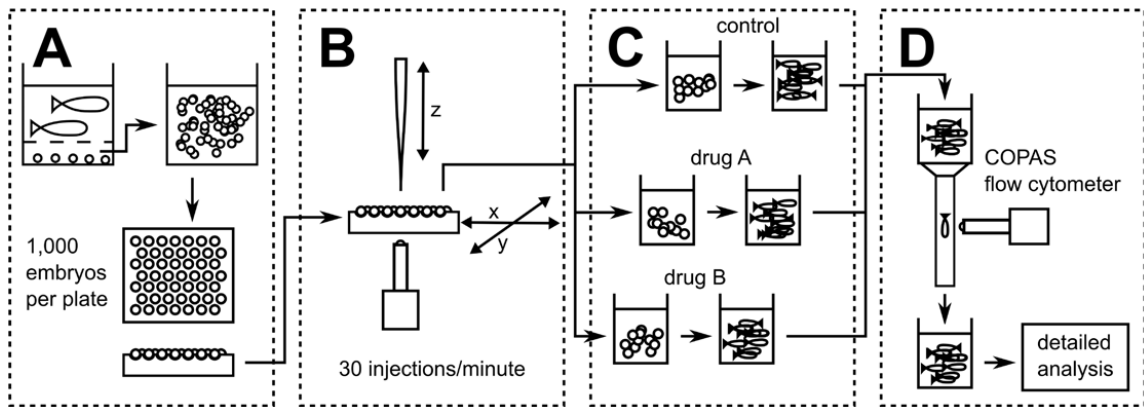 A
1,000
embryos
per plate
B
z
x
y
30 injections/minute
C
control
drug A
drug B
D
COPAS
flow cytometer
detailed
analysis